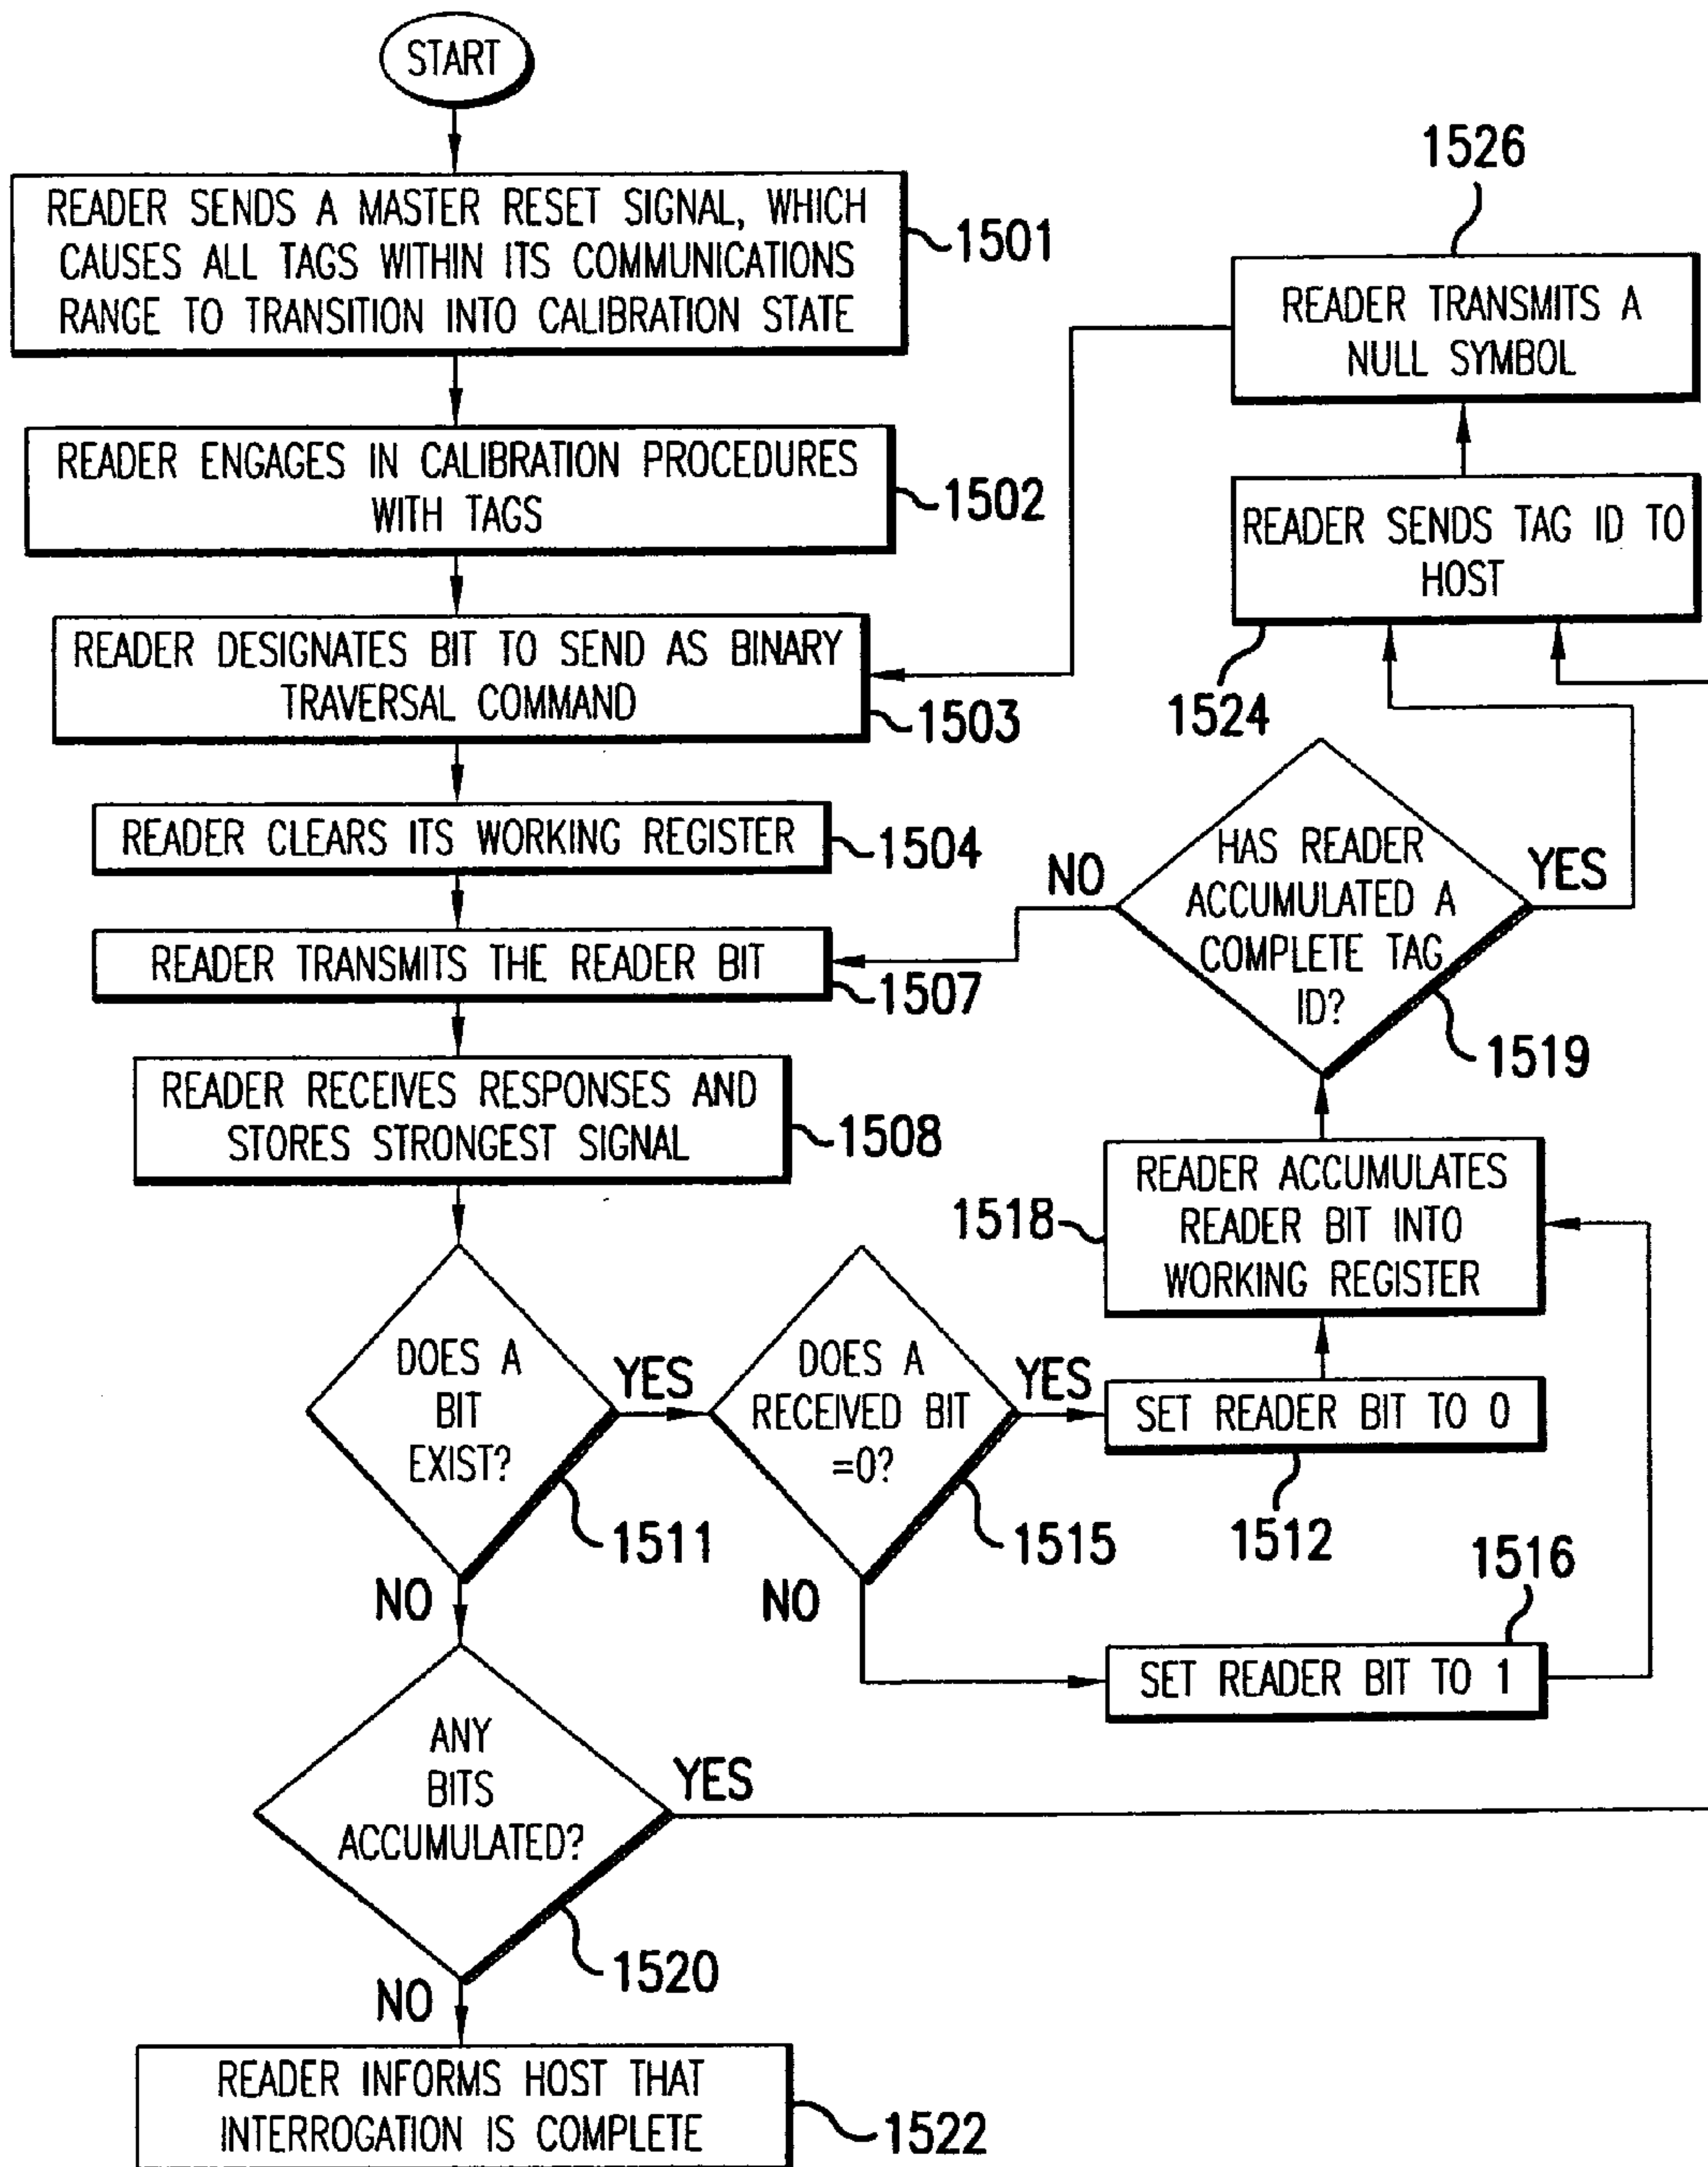 START
READER SENDS A MASTER RESET SIGNAL, WHICH
CAUSES ALL TAGS WITHIN ITS COMMUNICATIONS
RANGE TO TRANSITION INTO CALIBRATION STATE
1501
READER ENGAGES IN CALIBRATION PROCEDURES
WITH TAGS
1502
READER DESIGNATES BIT TO SEND AS BINARY
TRAVERSAL COMMAND
1503
READER CLEARS ITS WORKING REGISTER
1504
READER TRANSMITS THE READER BIT
1507
READER RECEIVES RESPONSES AND
STORES STRONGEST SIGNAL
1508
DOES A
BIT
EXIST?
1511
YES
NO
DOES A
RECEIVED BIT
=0?
1515
YES
NO
SET READER BIT TO 0
1512
1516
SET READER BIT TO 1
1518
READER ACCUMULATES
READER BIT INTO
WORKING REGISTER
HAS READER
ACCUMULATED A
COMPLETE TAG
ID?
1519
NO
YES
READER SENDS TAG ID TO
HOST
1524
1526
READER TRANSMITS A
NULL SYMBOL
ANY
BITS
ACCUMULATED?
1520
YES
NO
READER INFORMS HOST THAT
INTERROGATION IS COMPLETE
1522